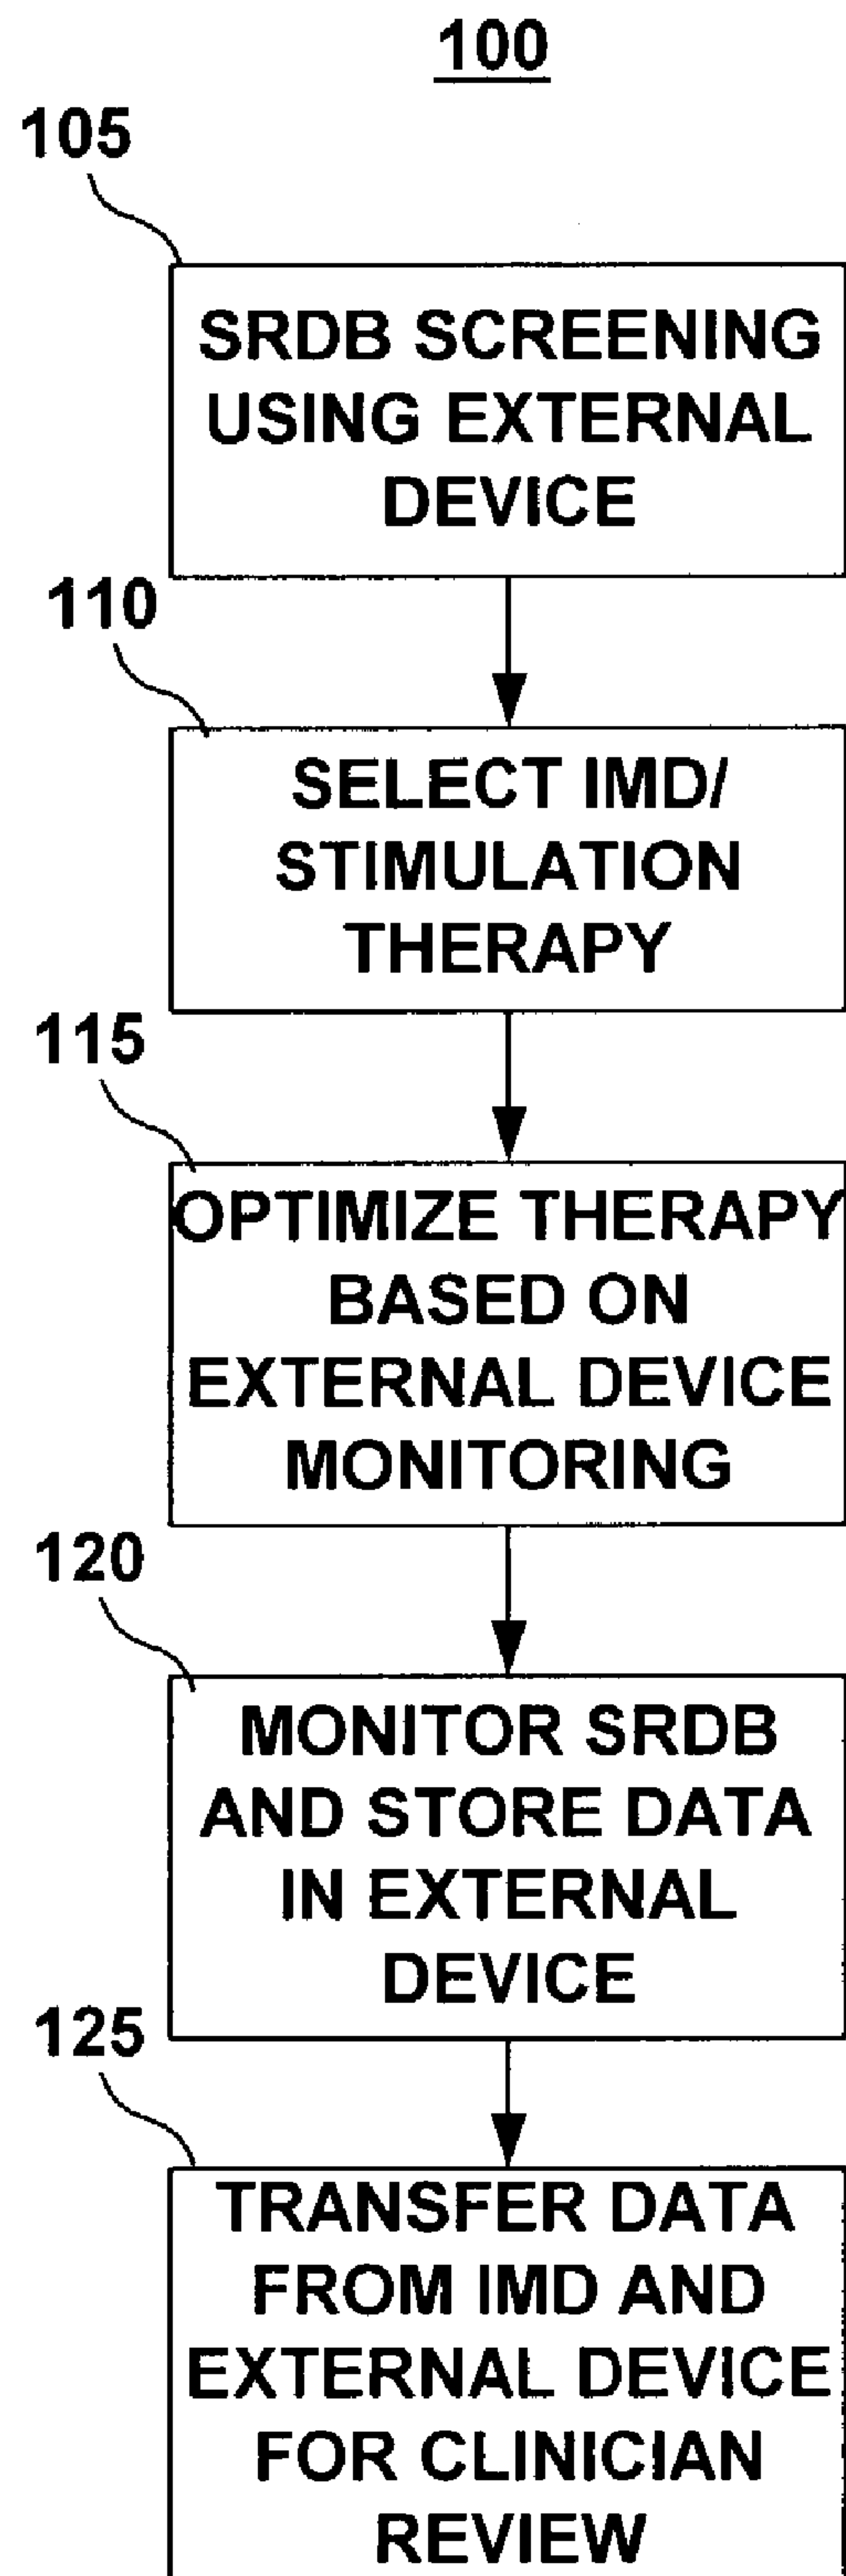 100
105
SRDB SCREENING
USING EXTERNAL
DEVICE
110
SELECT IMD/
STIMULATION
THERAPY
115
OPTIMIZE THERAPY
BASED ON
EXTERNAL DEVICE
MONITORING
120
MONITOR SRDB
AND STORE DATA
IN EXTERNAL
DEVICE
125
TRANSFER DATA
FROM IMD AND
EXTERNAL DEVICE
FOR CLINICIAN
REVIEW